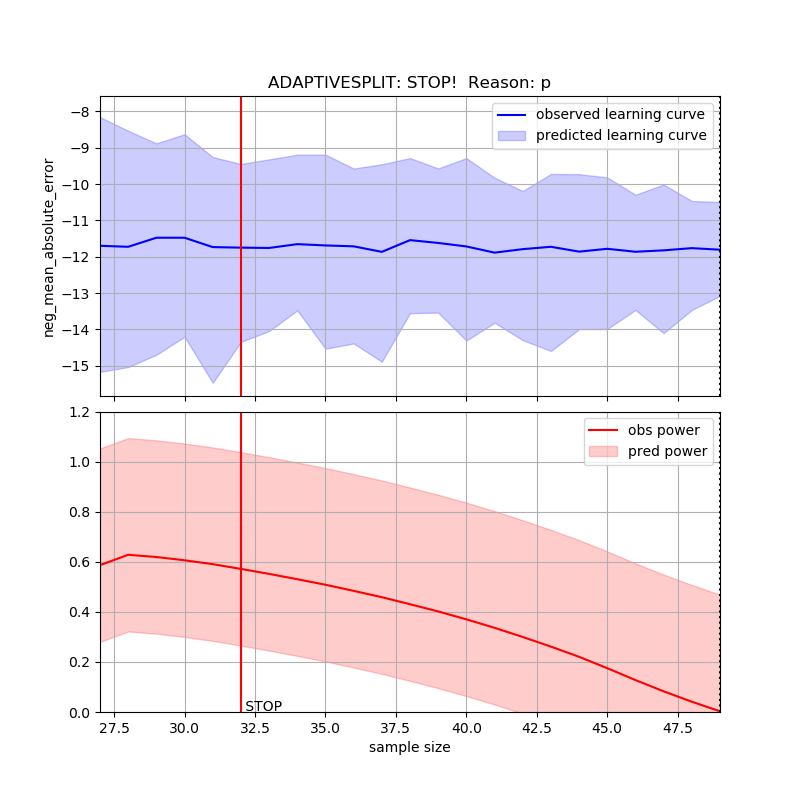 ADAPTIVESPLIT: STOP!  Reason: p
neg_mean_absolute_error
−8
−9
−10
−11
−12
−13
−14
−15
observed learning curve
predicted learning curve
1.2
1.0
0.8
0.6
0.4
0.2
0.0
obs power
pred power
STOP
27.5 30.0 32.5 35.0 37.5 40.0 42.5 45.0 47.5
sample size